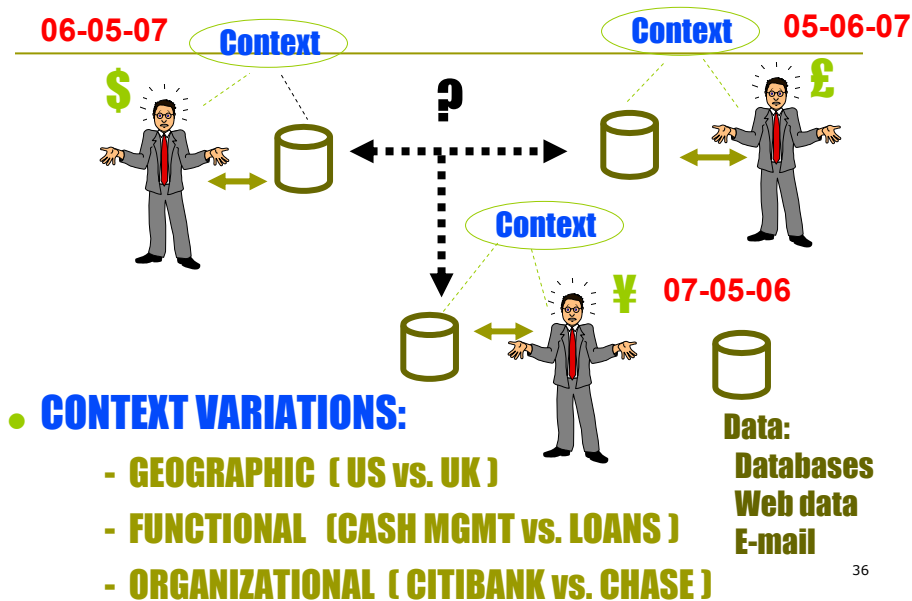 06-05-07
Context
Context
05-06-07
$
?
£
Context
¥
07-05-06
• CONTEXT VARIATIONS:
- GEOGRAPHIC ( US vs. UK )
- FUNCTIONAL (CASH MGMT vs. LOANS )
- ORGANIZATIONAL ( CITIBANK vs. CHASE )
Data:
Databases
Web data
E-mail
36